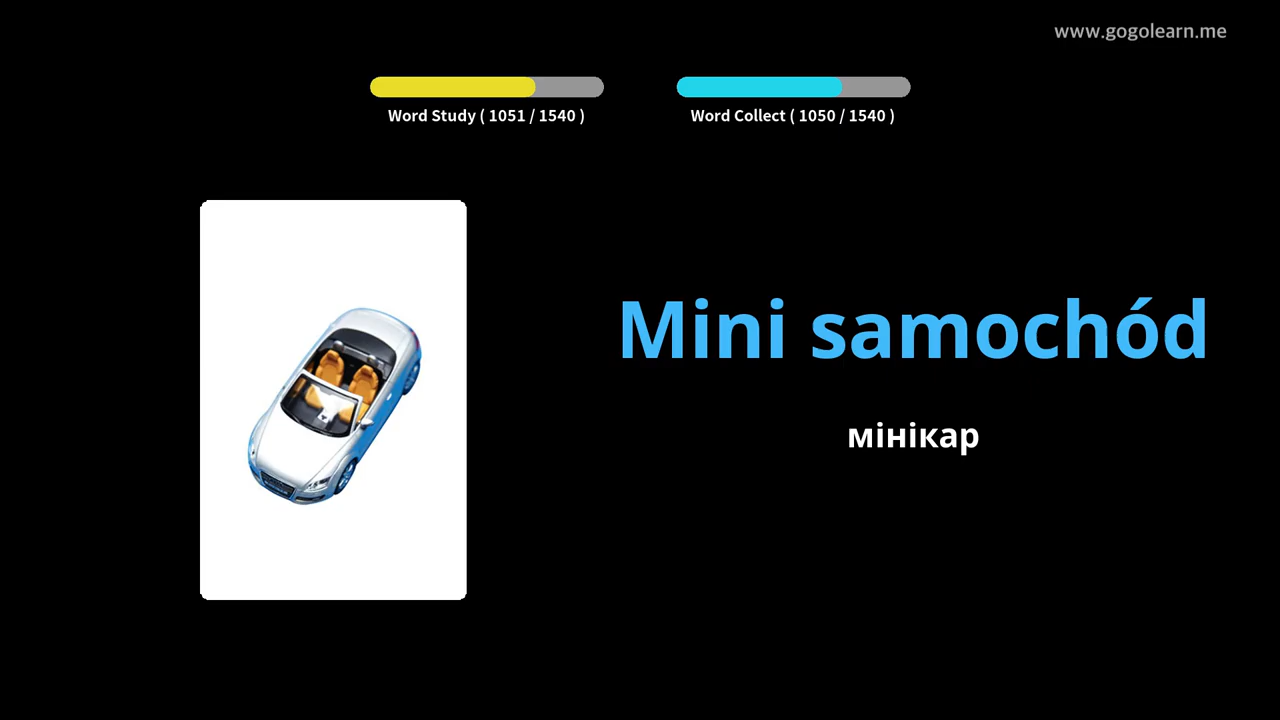 www.gogolearn.me
Word Study ( 1051 / 1540 )
Word Collect ( 1050 / 1540 )
Mini samochód
мінікар